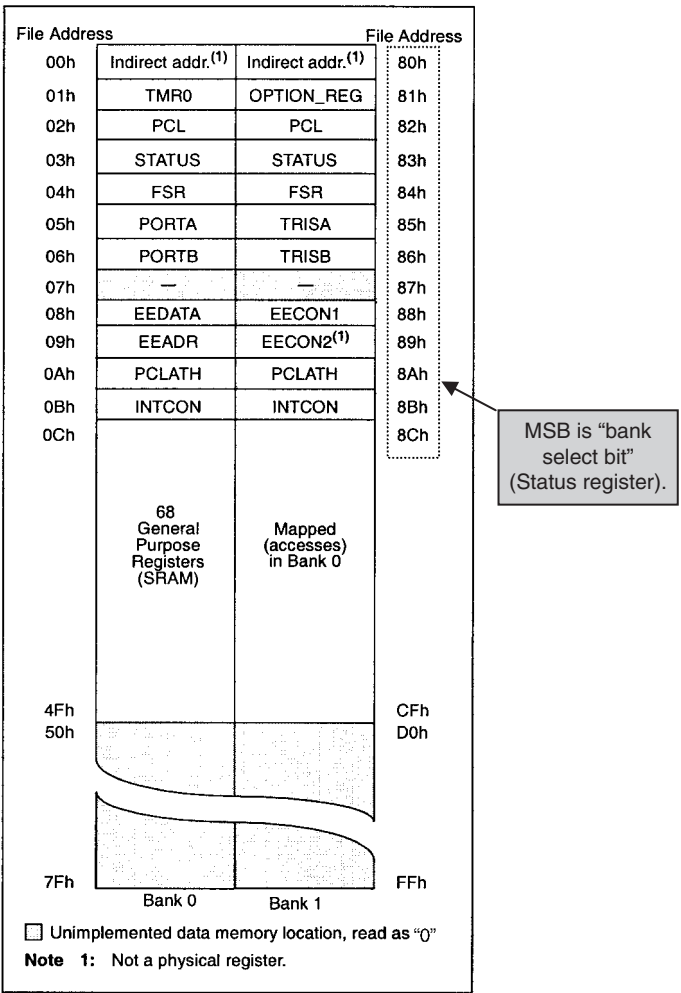 File Address
File Address
00h Indirect addr.(1) Indirect addr.(1) 80h
01h TMR0 OPTION_REG 81h
02h PCL PCL 82h
03h STATUS STATUS 83h
04h FSR FSR 84h
05h PORTA TRISA 85h
06h PORTB TRISB 86h
07h — — 87h
08h EEDATA EECON1 88h
09h EEADR EECON2(1) 89h
0Ah PCLATH PCLATH 8Ah
0Bh INTCON INTCON 8Bh
0Ch 8Ch
MSB is “bank
select bit”
(Status register).
68
General
Purpose
Registers
(SRAM)
Mapped
(accesses)
in Bank 0
4Fh CFh
50h D0h
7Fh FFh
Bank 0 Bank 1
Unimplemented data memory location, read as “0”
Note 1: Not a physical register.